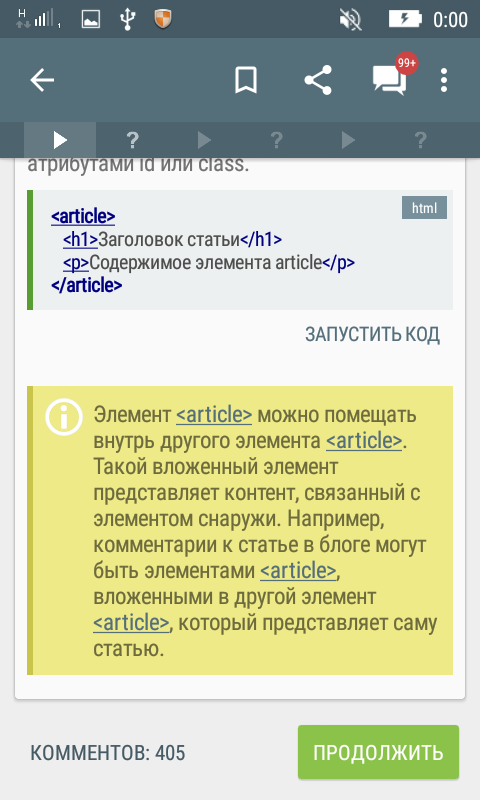 H
0:00
99+
? ? ?
атрибутами id или class.
html
<article>
<h1>Заголовок статьи</h1>
<p>Содержимое элемента article</p>
</article>
ЗАПУСТИТЬ КОД
Элемент <article> можно помещать
внутрь другого элемента <article>.
Такой вложенный элемент
представляет контент, связанный с
элементом снаружи. Например,
комментарии к статье в блоге могут
быть элементами <article>,
вложенными в другой элемент
<article>, который представляет саму
статью.
КОММЕНТОВ: 405
ПРОДОЛЖИТЬ